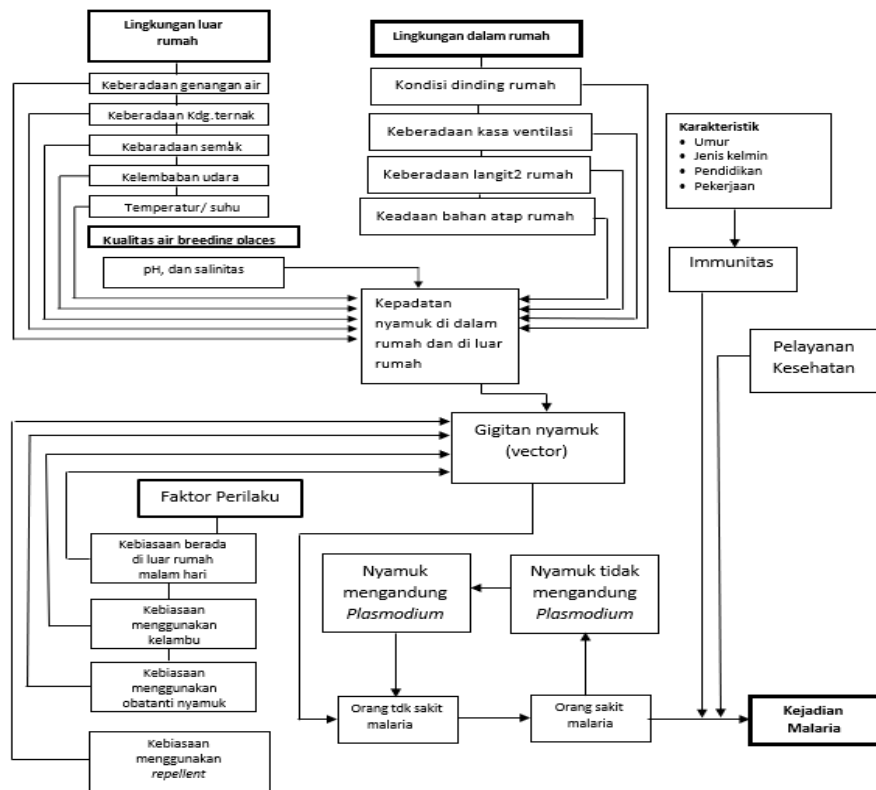 Lingkungan luar
rumah
Keberadaan genangan air
Keberadaan Kdg.ternak
Kebaradaan semak
Kelembaban udara
Temperatur/ suhu
Kualitas air breeding places
pH, dan salinitas
Lingkungan dalam rumah
Kondisi dinding rumah
Keberadaan kasa ventilasi
Keberadaan langit2 rumah
Keadaan bahan atap rumah
Karakteristik
• Umur
• Jenis kelmin
• Pendidikan
• Pekerjaan
Immunitas
Pelayanan
Kesehatan
Kepadatan
nyamuk di dalam
rumah dan di luar
rumah
Gigitan nyamuk
(vector)
Faktor Perilaku
Kebiasaan berada
di luar rumah
malam hari
Kebiasaan
menggunakan
kelambu
Kebiasaan
menggunakan
obatanti nyamuk
Kebiasaan
menggunakan
repellent
Nyamuk
mengandung
Plasmodium
Nyamuk tidak
mengandung
Plasmodium
Orang tdk sakit
malaria
Orang sakit
malaria
Kejadian
Malaria